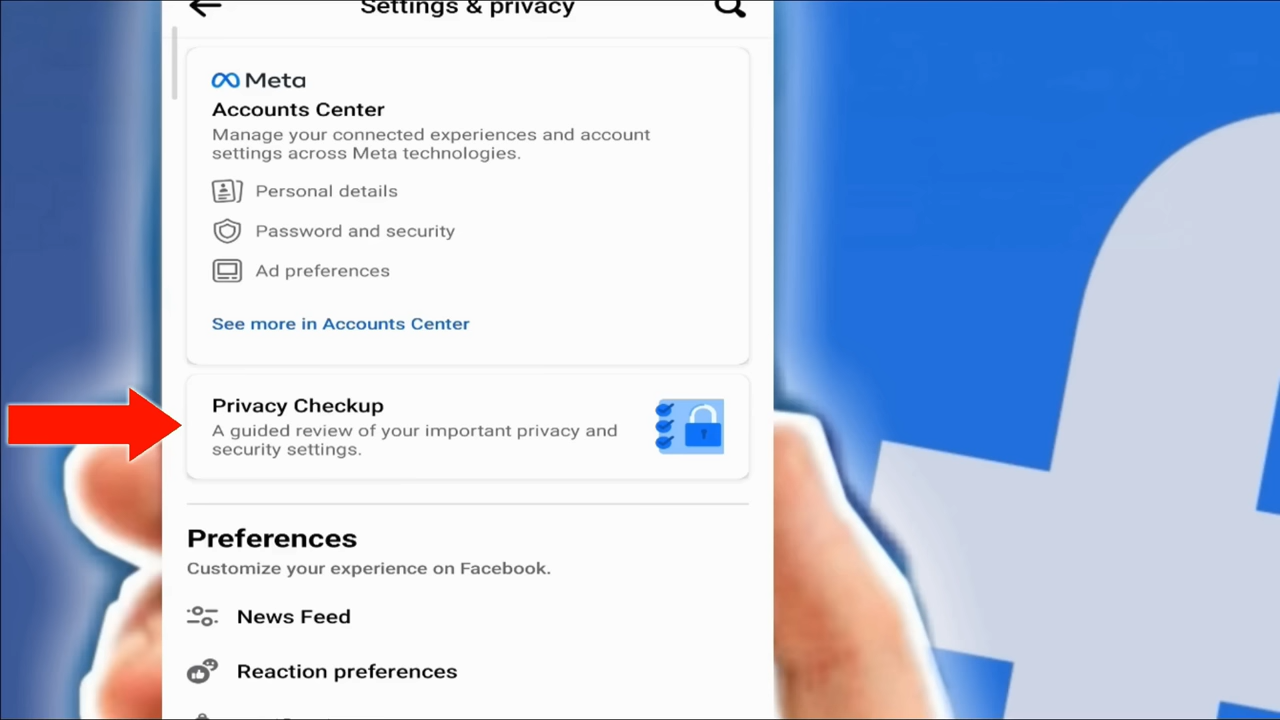 Settings & privacy
Meta
Accounts Center
Manage your connected experiences and account
settings across Meta technologies.
Personal details
Password and security
Ad preferences
See more in Accounts Center
Privacy Checkup
A guided review of your important privacy and
security settings.
Preferences
Customize your experience on Facebook.
News Feed
Reaction preferences